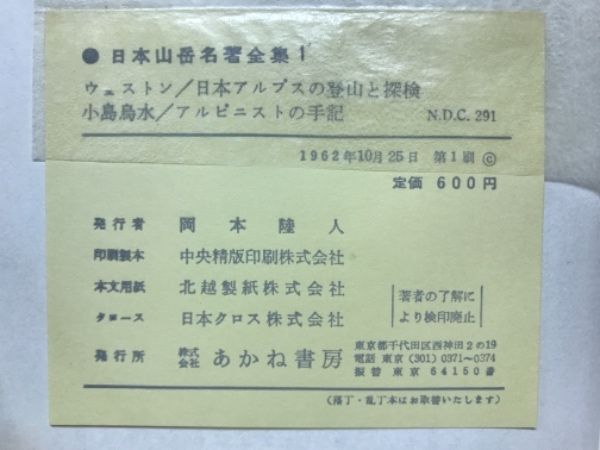 ● 日本山岳名著全集 1
ウェストン/日本アルプスの登山と探検
小島烏水/アルピニストの手記 N.D.C. 291
1962年10月25日 第1刷 ©
定価 600円
発行者 岡本陸人
印刷製本 中央精版印刷株式会社
本文用紙 北越製紙株式会社
クロース 日本クロス株式会社
著者の了解に
より検印廃止
発行所 株式会社 あかね書房
東京都千代田区西神田2の19
電話 東京 (301) 0371〜0374
振替 東京 64150番
(落丁・乱丁本はお取替いたします)